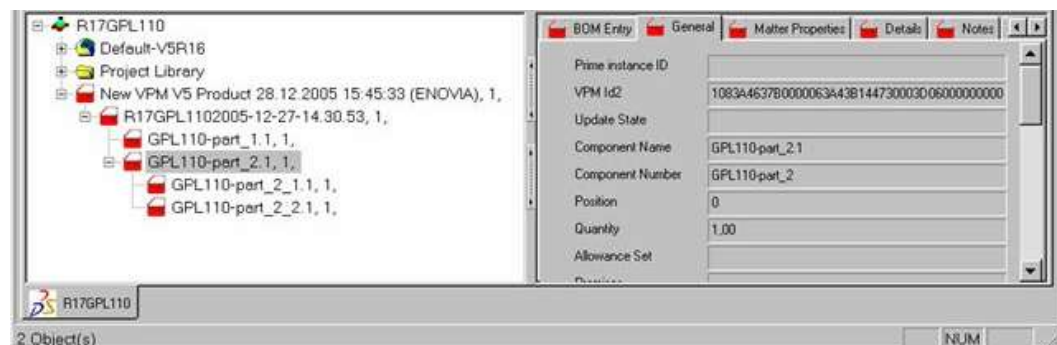 R17GPL110
Default-V5R16
Project Library
New VPM V5 Product 28.12.2005 15:45:33 (ENOVIA), 1,
R17GPL1102005-12-27-14.30.53, 1,
GPL110-part_1.1, 1,
GPL110-part_2.1, 1,
GPL110-part_2_1.1, 1,
GPL110-part_2_2.1, 1,
BOM Entry General Matter Properties Details Notes
Prime instance ID
VPM Id2 1083A4637B0000063A43B144730003D06000000000
Update State
Component Name GPL110-part_2.1
Component Number GPL110-part_2
Position 0
Quantity 1,00
Allowance Set
R17GPL110
2 Object(s)
NUM